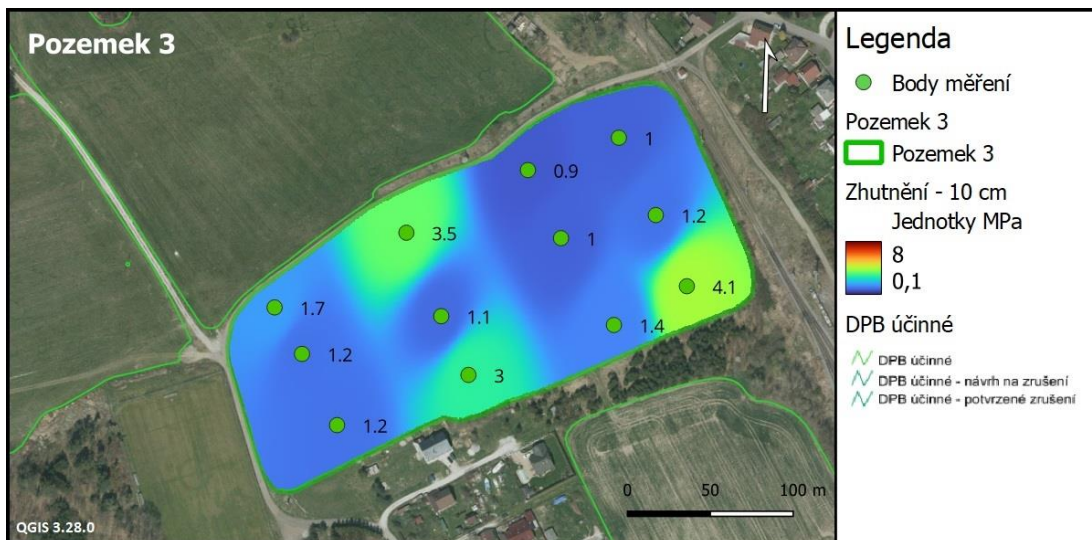 Pozemek 3
1
0.9
1.2
3.5
1
4.1
1.7
1.1
1.4
1.2
3
1.2
0 50 100 m
QGIS 3.28.0
Legenda
Body měření
Pozemek 3
Pozemek 3
Zhutnění - 10 cm
Jednotky MPa
8
0,1
DPB účinné
DPB účinné
DPB účinné - návrh na zrušení
DPB účinné - potvrzené zrušení